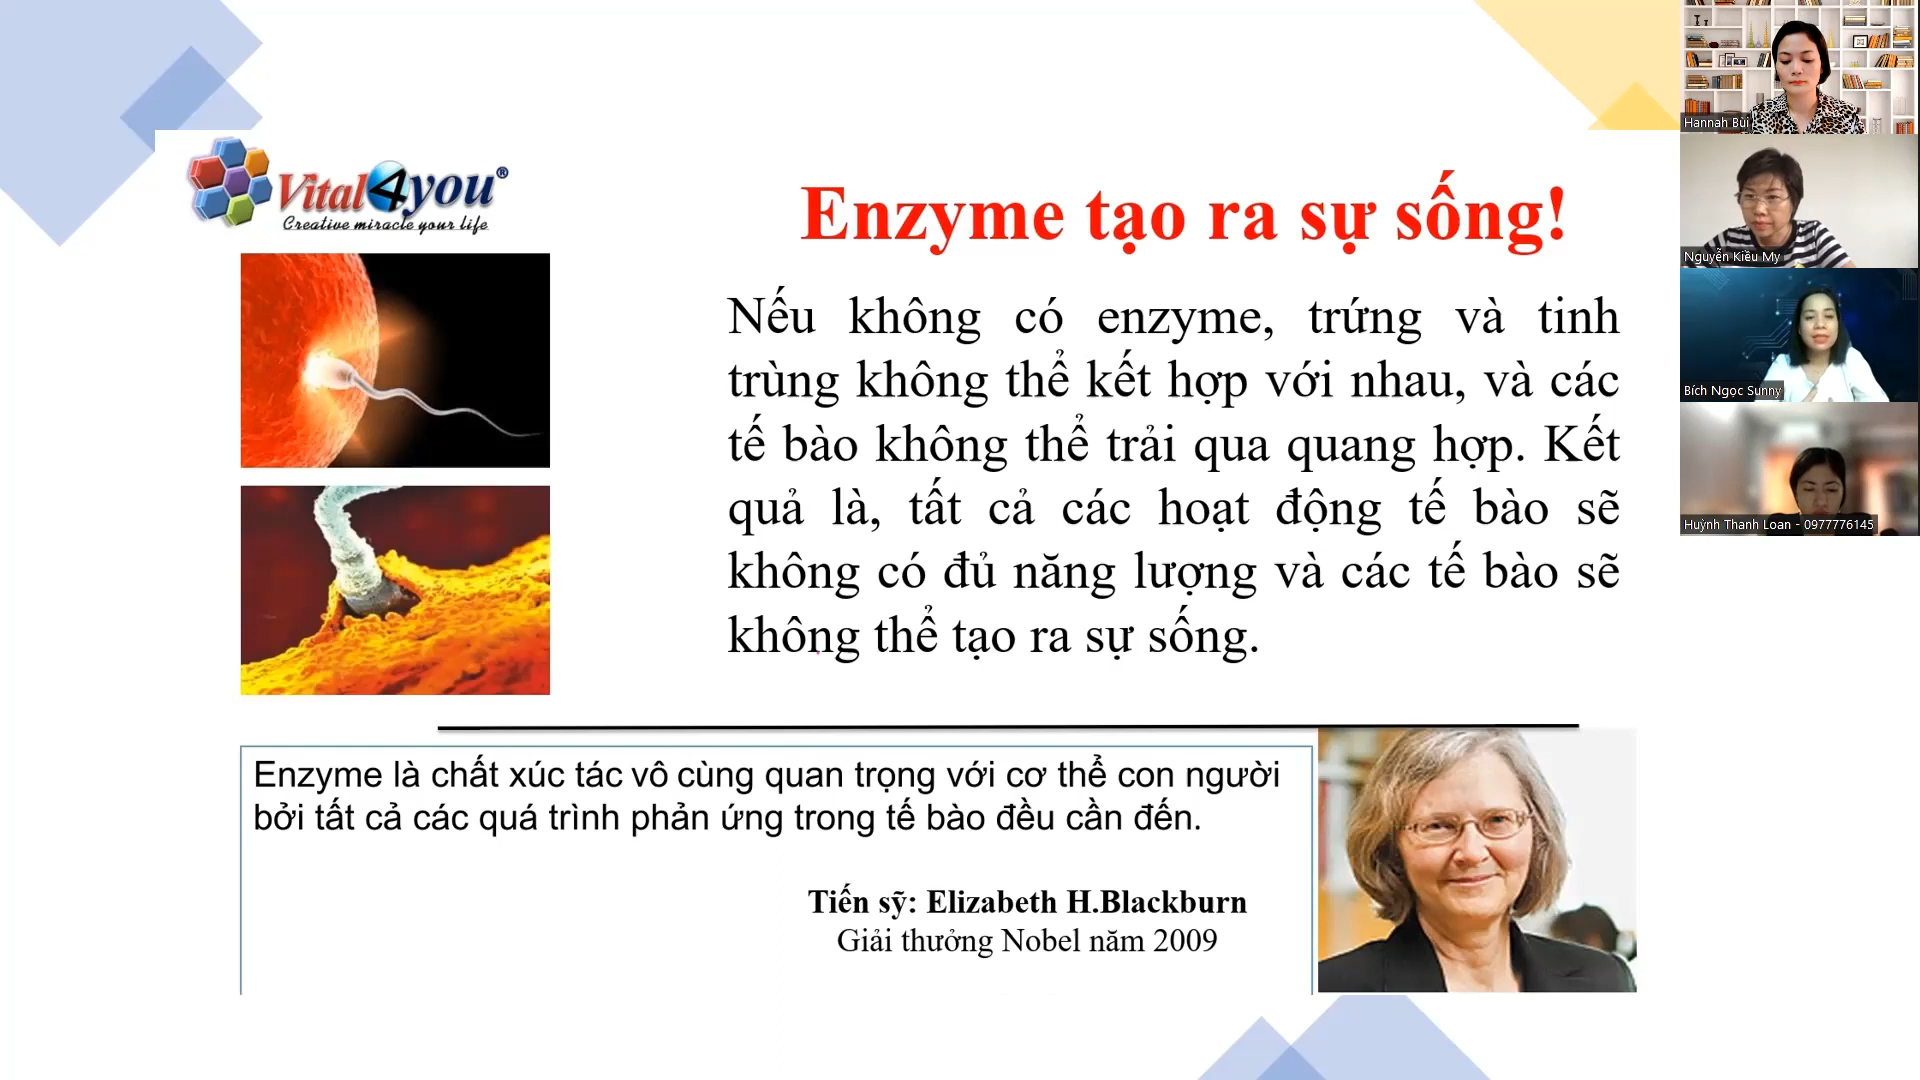 Vital4you®
Creative miracle your life
Enzyme tạo ra sự sống!
Nếu không có enzyme, trứng và tinh
trùng không thể kết hợp với nhau, và các
tế bào không thể trải qua quang hợp. Kết
quả là, tất cả các hoạt động tế bào sẽ
không có đủ năng lượng và các tế bào sẽ
không thể tạo ra sự sống.
Enzyme là chất xúc tác vô cùng quan trọng với cơ thể con người
bởi tất cả các quá trình phản ứng trong tế bào đều cần đến.
Tiến sỹ: Elizabeth H.Blackburn
Giải thưởng Nobel năm 2009
Hannah Bùi
Nguyễn Kiều My
Bích Ngọc Sunny
Huỳnh Thanh Loan - 0977776145